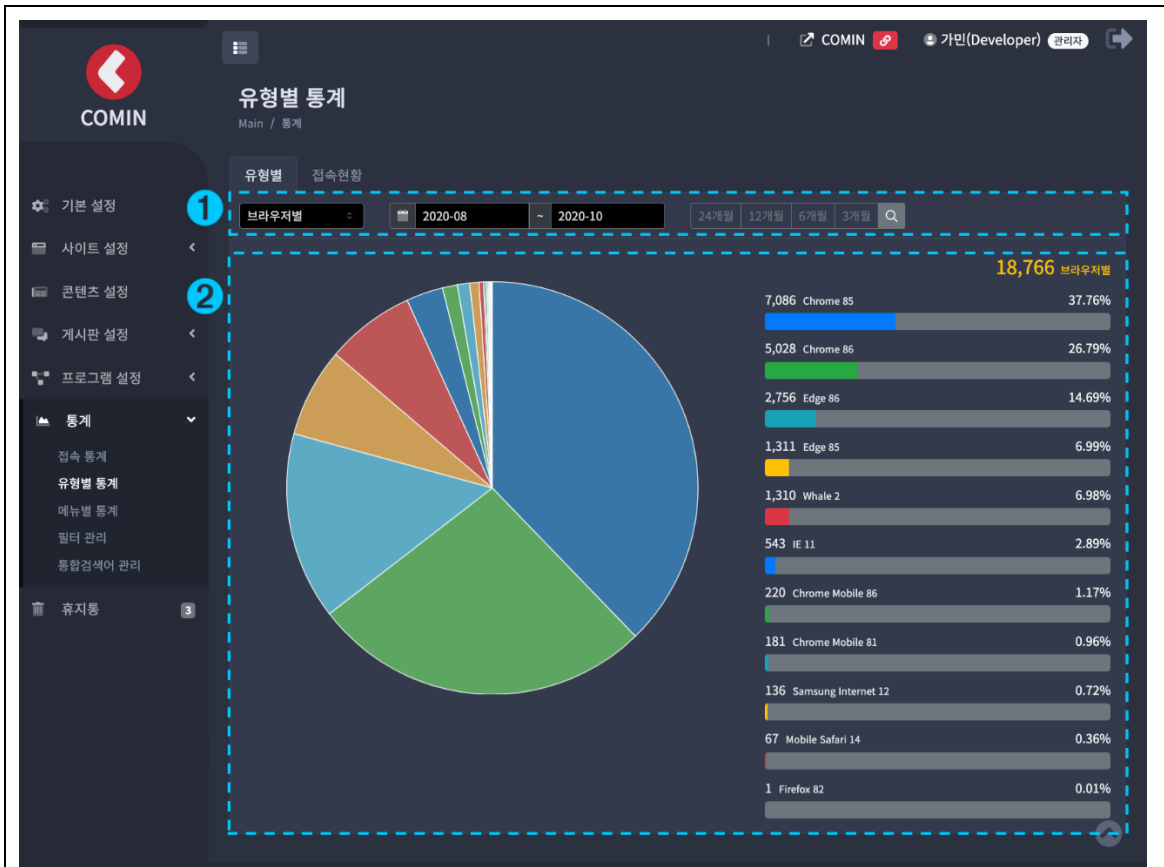 COMIN
| COMIN 가민(Developer) 관리자
유형별 통계
Main / 통계
유형별 접속현황
기본 설정
사이트 설정
콘텐츠 설정
게시판 설정
프로그램 설정
통계
접속 통계
유형별 통계
메뉴별 통계
필터 관리
통합검색어 관리
휴지통 3
1
브라우저별 2020-08 ~ 2020-10 24개월 12개월 6개월 3개월
2
18,766 브라우저별
7,086 Chrome 85 37.76%
5,028 Chrome 86 26.79%
2,756 Edge 86 14.69%
1,311 Edge 85 6.99%
1,310 Whale 2 6.98%
543 IE 11 2.89%
220 Chrome Mobile 86 1.17%
181 Chrome Mobile 81 0.96%
136 Samsung Internet 12 0.72%
67 Mobile Safari 14 0.36%
1 Firefox 82 0.01%